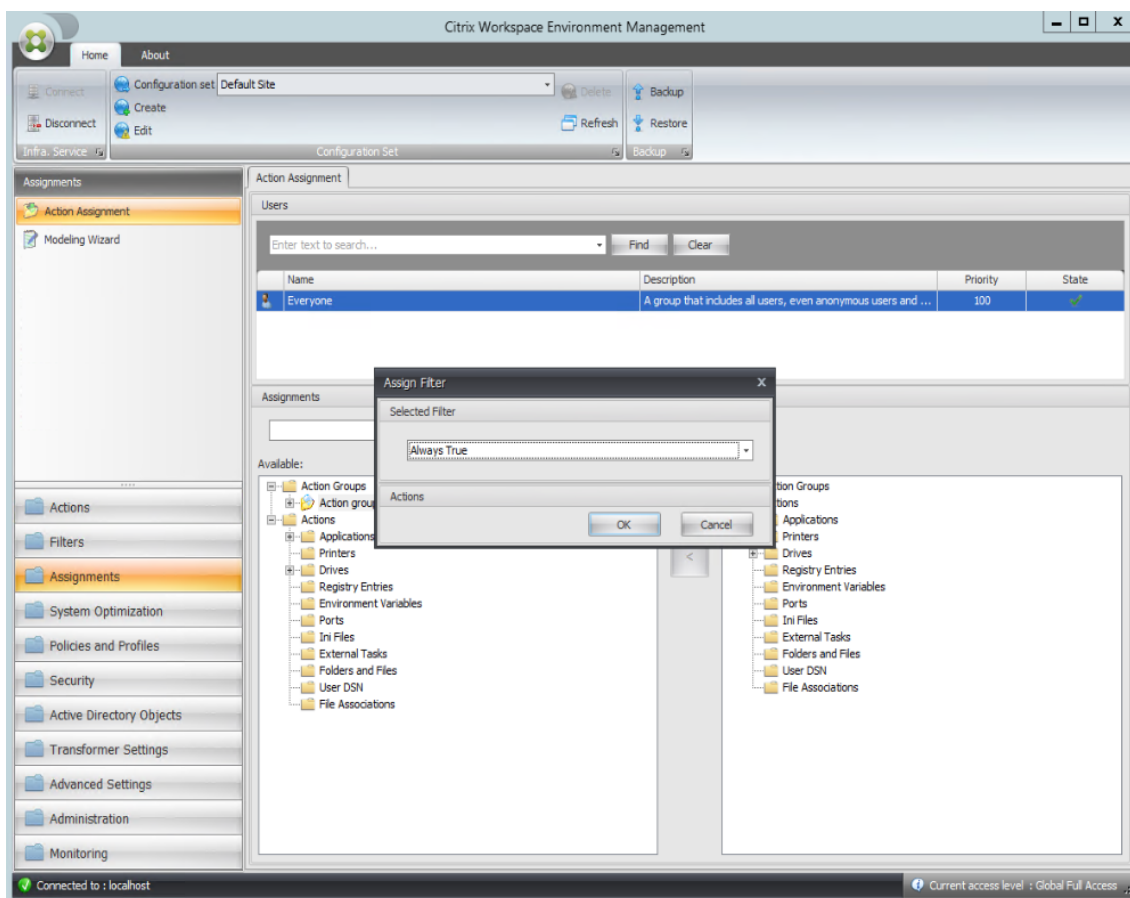 Citrix Workspace Environment Management
Home About
Connect
Disconnect
Infra. Service
Configuration set Default Site
Create
Edit
Delete
Refresh
Configuration Set
Backup
Restore
Backup
Assignments
Action Assignment
Modeling Wizard
Actions
Filters
Assignments
System Optimization
Policies and Profiles
Security
Active Directory Objects
Transformer Settings
Advanced Settings
Administration
Monitoring
Action Assignment
Users
Enter text to search...
Find Clear
Name Description Priority State
Everyone A group that includes all users, even anonymous users and ... 100
Assignments
Available:
Action Groups
Action grou
Actions
Applications
Printers
Drives
Registry Entries
Environment Variables
Ports
Ini Files
External Tasks
Folders and Files
User DSN
File Associations
Assign Filter X
Selected Filter
Always True
Actions
OK Cancel
<
tion Groups
tions
Applications
Printers
Drives
Registry Entries
Environment Variables
Ports
Ini Files
External Tasks
Folders and Files
User DSN
File Associations
Connected to : localhost
Current access level : Global Full Access